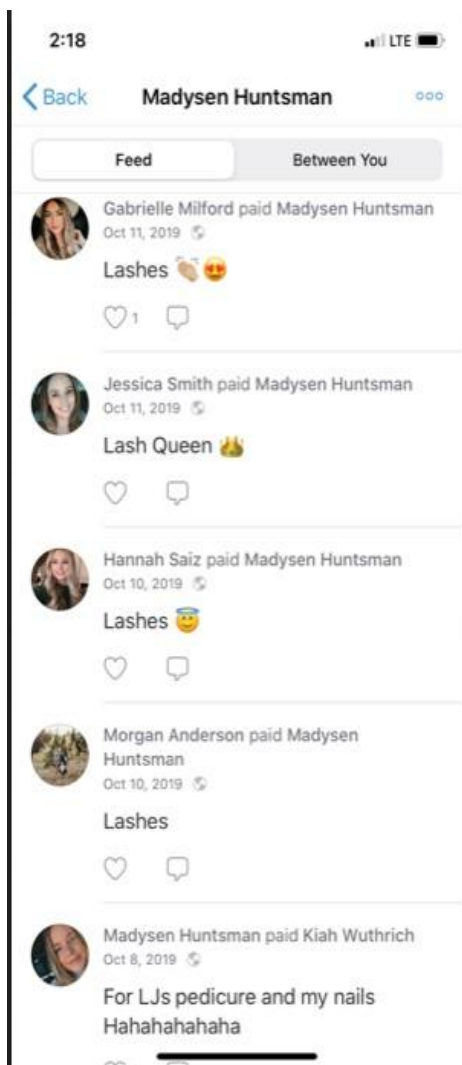 2:18 LTE
Back Madysen Huntsman
Feed Between You
Gabrielle Milford paid Madysen Huntsman
Oct 11, 2019
Lashes 👏🏼😍
1
Jessica Smith paid Madysen Huntsman
Oct 11, 2019
Lash Queen 👑
Hannah Saiz paid Madysen Huntsman
Oct 10, 2019
Lashes 😇
Morgan Anderson paid Madysen
Huntsman
Oct 10, 2019
Lashes
Madysen Huntsman paid Kiah Wuthrich
Oct 8, 2019
For LJs pedicure and my nails
Hahahahahaha